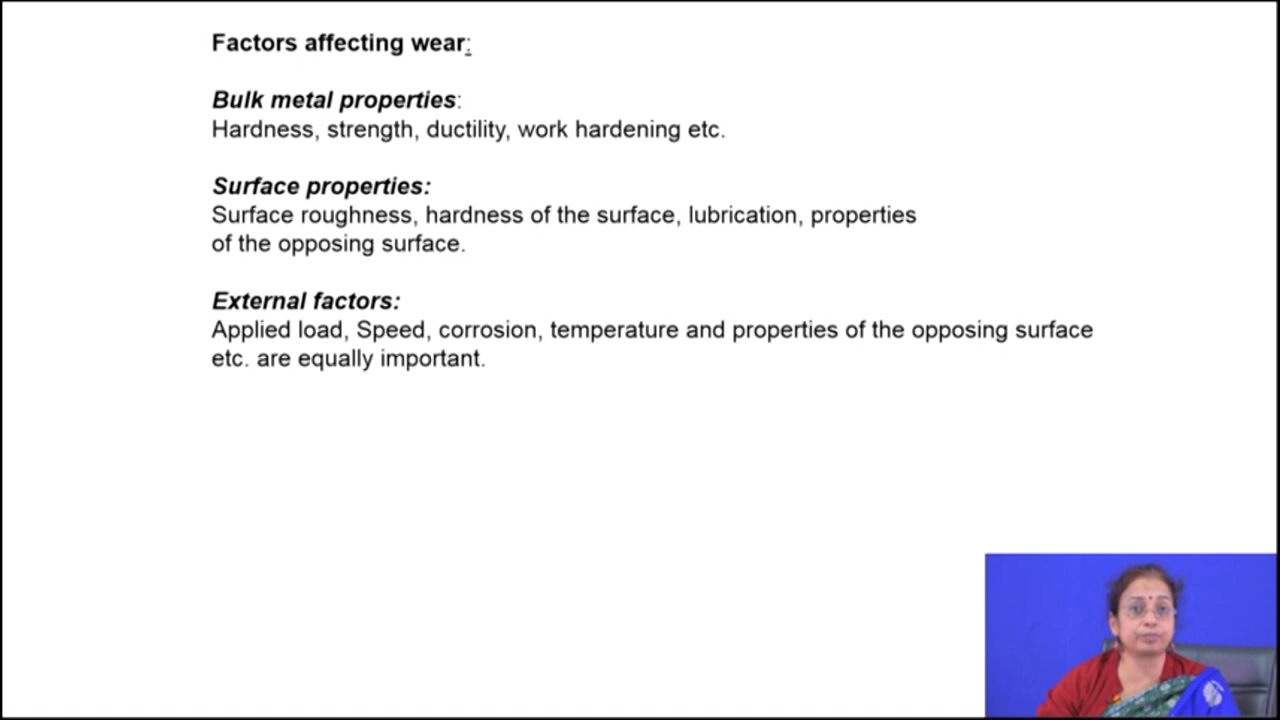 Factors affecting wear:
Bulk metal properties:
Hardness, strength, ductility, work hardening etc.
Surface properties:
Surface roughness, hardness of the surface, lubrication, properties
of the opposing surface.
External factors:
Applied load, Speed, corrosion, temperature and properties of the opposing surface
etc. are equally important.